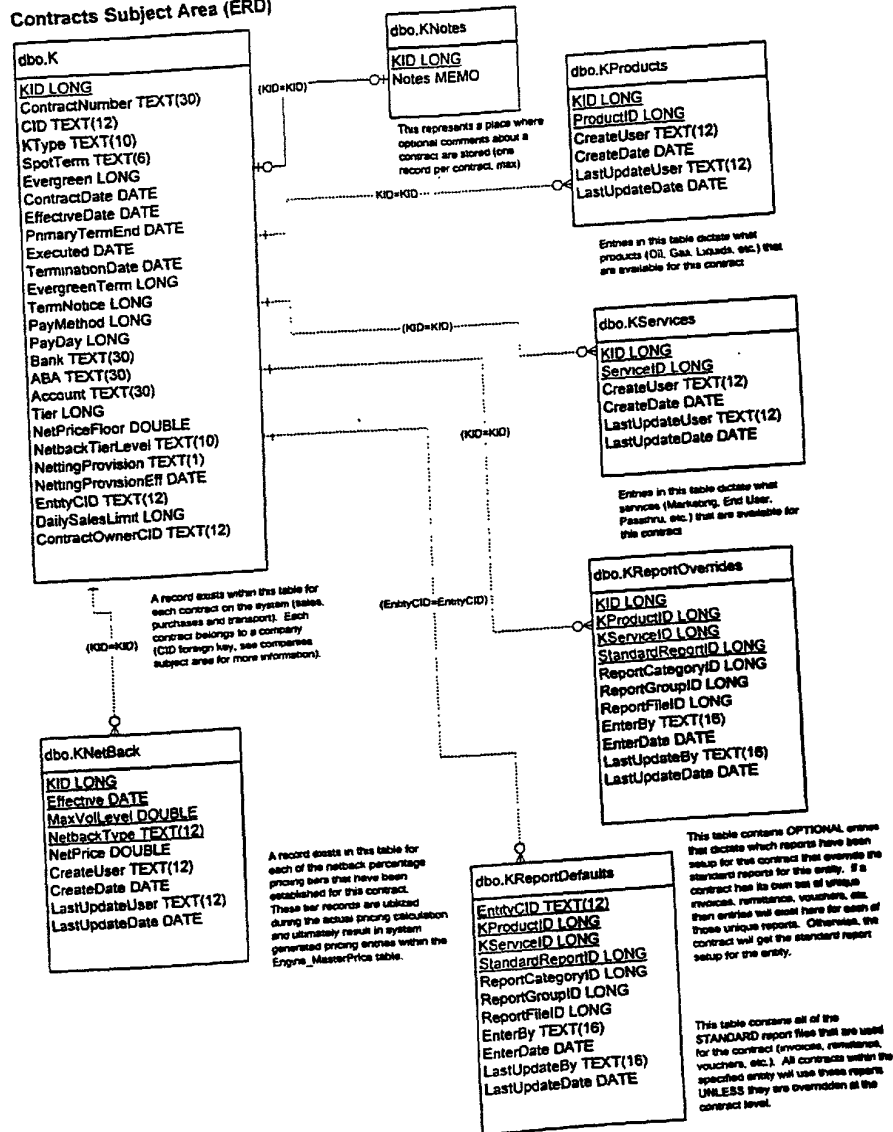 Contracts Subject Area (ERD)
dbo.K
KID LONG
ContractNumber TEXT(30)
CID TEXT(12)
KType TEXT(10)
SpotTerm TEXT(6)
Evergreen LONG
ContractDate DATE
EffectiveDate DATE
PrimaryTermEnd DATE
Executed DATE
TerminationDate DATE
EvergreenTerm LONG
TermNotice LONG
PayMethod LONG
PayDay LONG
Bank TEXT(30)
ABA TEXT(30)
Account TEXT(30)
Tier LONG
NetPriceFloor DOUBLE
NetbackTierLevel TEXT(10)
NettingProvision TEXT(1)
NettingProvisionEff DATE
EntityCID TEXT(12)
DailySalesLimit LONG
ContractOwnerCID TEXT(12)
A record exists within this table for
each contract on the system (sales,
purchases and transport). Each
contract belongs to a company
(CID foreign key, see companies
subject area for more information).
(KID=KID)
dbo.KNotes
KID LONG
Notes MEMO
(KID=KID)
This represents a place where
optional comments about a
contract are stored (one
record per contract, max)
dbo.KProducts
KID LONG
ProductID LONG
CreateUser TEXT(12)
CreateDate DATE
LastUpdateUser TEXT(12)
LastUpdateDate DATE
KID=KID
Entries in this table dictate what
products (Oil, Gas, Liquids, etc.) that
are available for this contract
dbo.KServices
KID LONG
ServiceID LONG
CreateUser TEXT(12)
CreateDate DATE
LastUpdateUser TEXT(12)
LastUpdateDate DATE
(KID=KID)
Entries in this table dictate what
services (Marketing, End User,
Passthru, etc.) that are available for
this contract
(KID=KID)
dbo.KReportOverrides
KID LONG
KProductID LONG
KServiceID LONG
StandardReportID LONG
ReportCategoryID LONG
ReportGroupID LONG
ReportFileID LONG
EnterBy TEXT(16)
EnterDate DATE
LastUpdateBy TEXT(16)
LastUpdateDate DATE
(EntityCID=EntityCID)
This table contains OPTIONAL entries
that dictate which reports have been
setup for this contract that override the
standard reports for this entity. If a
contract has its own set of unique
invoices, remittance, vouchers, etc.
then entries will exist here for each of
those unique reports. Otherwise, the
contract will get the standard report
setup for the entity.
dbo.KNetBack
KID LONG
Effective DATE
MaxVolLevel DOUBLE
NetbackType TEXT(12)
NetPrice DOUBLE
CreateUser TEXT(12)
CreateDate DATE
LastUpdateUser TEXT(12)
LastUpdateDate DATE
A record exists in this table for
each of the netback percentage
pricing tiers that have been
established for this contract.
These tier records are utilized
during the actual pricing calculation
and ultimately result in system
generated pricing entries within the
Engine_MasterPrice table.
dbo.KReportDefaults
EntityCID TEXT(12)
KProductID LONG
KServiceID LONG
StandardReportID LONG
ReportCategoryID LONG
ReportGroupID LONG
ReportFileID LONG
EnterBy TEXT(16)
EnterDate DATE
LastUpdateBy TEXT(16)
LastUpdateDate DATE
This table contains all of the
STANDARD report files that are used
for the contract (invoices, remittance,
vouchers, etc.). All contracts within the
specified entity will use these reports
UNLESS they are overridden at the
contract level.